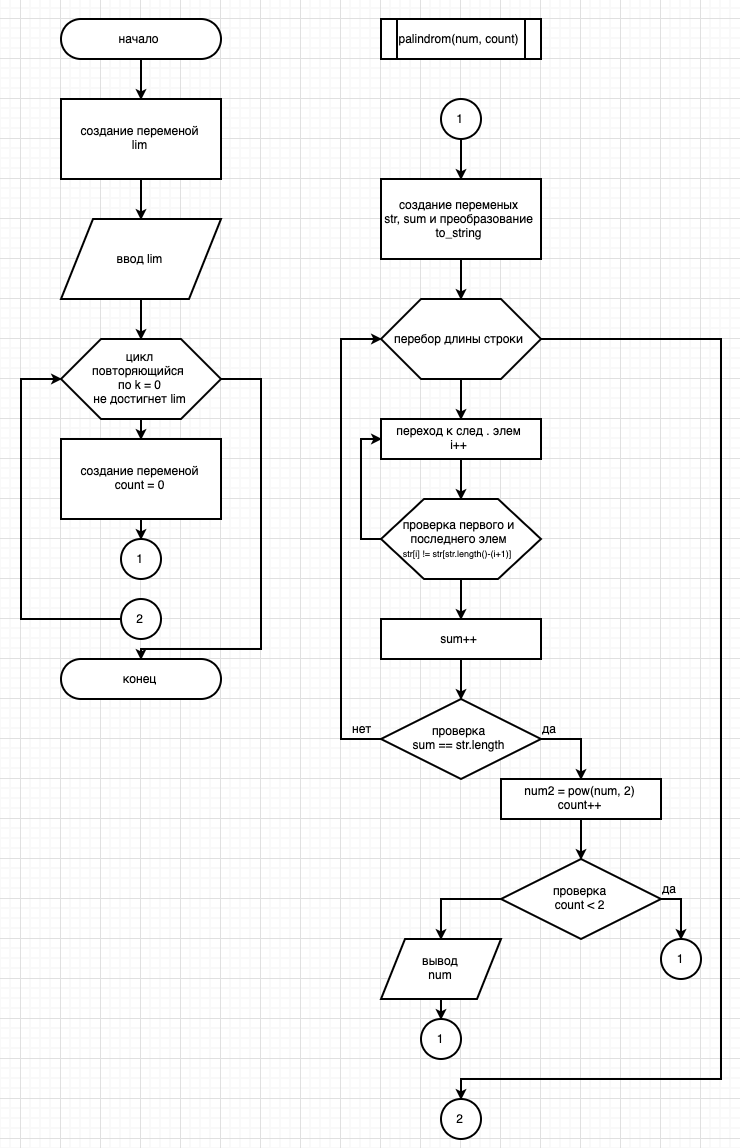 начало
создание переменой
lim
ввод lim
цикл
повторяющийся
по k = 0
не достигнет lim
создание переменой
count = 0
1
2
конец
palindrom(num, count)
1
создание переменых
str, sum и преобразование
to_string
перебор длины строки
переход к след . элем
i++
проверка первого и
последнего элем
str[i] != str[str.length()-(i+1)]
sum++
проверка
sum == str.length
нет
да
num2 = pow(num, 2)
count++
проверка
count < 2
да
вывод
num
1
1
2